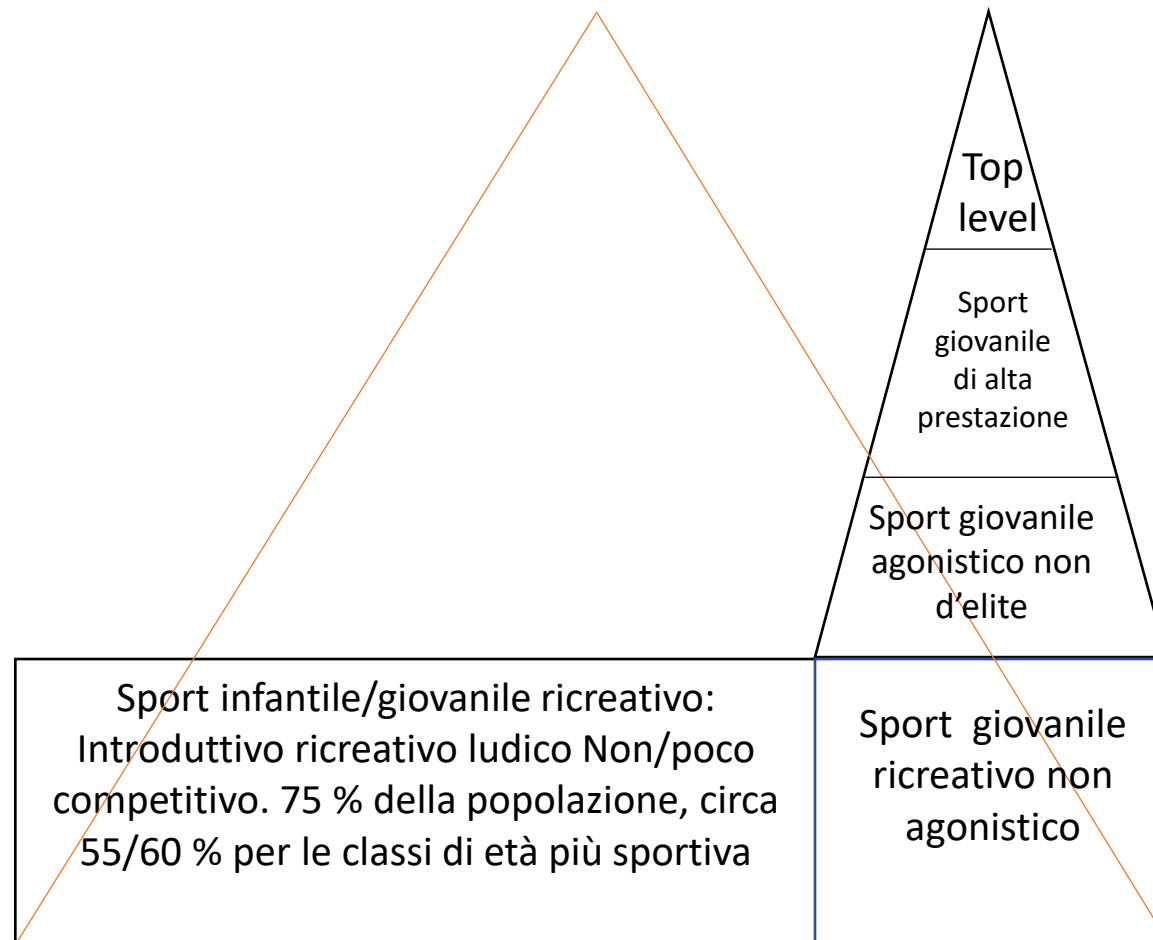 Top
level
Sport
giovanile
di alta
prestazione
Sport giovanile
agonistico non
d’elite
Sport infantile/giovanile ricreativo:
Introduttivo ricreativo ludico Non/poco
competitivo. 75 % della popolazione, circa
55/60 % per le classi di età più sportiva
Sport giovanile
ricreativo non
agonistico